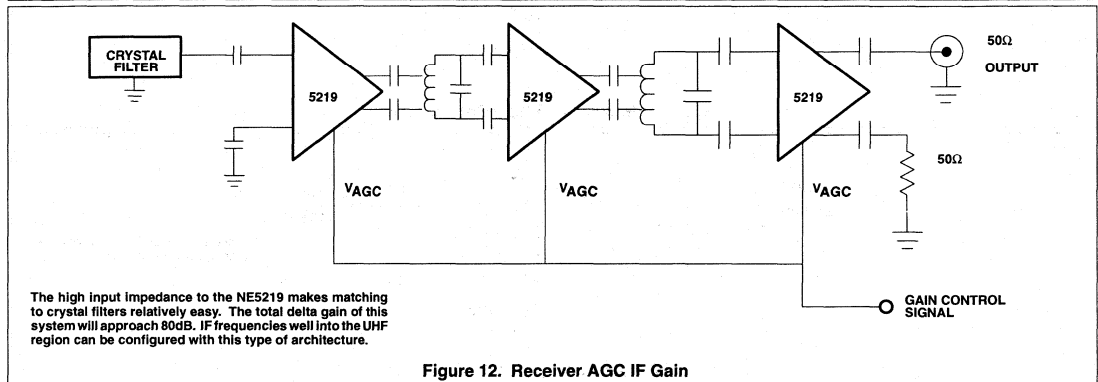 CRYSTAL
FILTER
5219
5219
5219
50Ω
OUTPUT
50Ω
VAGC
VAGC
VAGC
GAIN CONTROL
SIGNAL
The high input impedance to the NE5219 makes matching
to crystal filters relatively easy. The total delta gain of this
system will approach 80dB. IF frequencies well into the UHF
region can be configured with this type of architecture.
Figure 12. Receiver AGC IF Gain